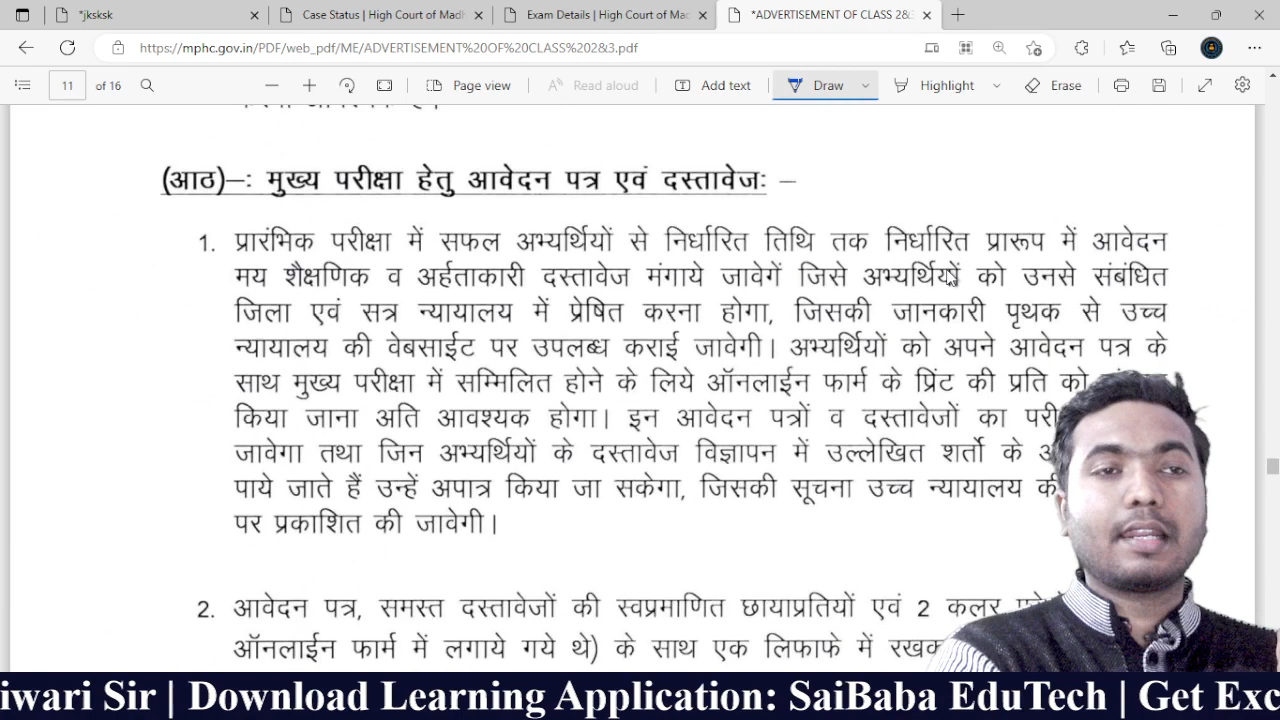 *jksksk
Case Status | High Court of Madh
Exam Details | High Court of Mad
*ADVERTISEMENT OF CLASS 2&3
https://mphc.gov.in/PDF/web_pdf/ME/ADVERTISEMENT%20OF%20CLASS%202&3.pdf
11 of 16
Page view
Read aloud
Add text
Draw
Highlight
Erase
(आठ)–: मुख्य परीक्षा हेतु आवेदन पत्र एवं दस्तावेजः –
1. प्रारंभिक परीक्षा में सफल अभ्यर्थियों से निर्धारित तिथि तक निर्धारित प्रारूप में आवेदन
मय शैक्षणिक व अर्हताकारी दस्तावेज मंगाये जावेगें जिसे अभ्यर्थियों को उनसे संबंधित
जिला एवं सत्र न्यायालय में प्रेषित करना होगा, जिसकी जानकारी पृथक से उच्च
न्यायालय की वेबसाईट पर उपलब्ध कराई जावेगी। अभ्यर्थियों को अपने आवेदन पत्र के
साथ मुख्य परीक्षा में सम्मिलित होने के लिये ऑनलाईन फार्म के प्रिंट की प्रति को
किया जाना अति आवश्यक होगा। इन आवेदन पत्रों व दस्तावेजों का
जावेगा तथा जिन अभ्यर्थियों के दस्तावेज विज्ञापन में उल्लेखित शर्तो के
पाये जाते हैं उन्हें अपात्र किया जा सकेगा, जिसकी सूचना उच्च न्यायालय
पर प्रकाशित की जावेगी।
2. आवेदन पत्र, समस्त दस्तावेजों की स्वप्रमाणित छायाप्रतियों एवं 2 कलर
ऑनलाईन फार्म में लगाये गये थे) के साथ एक लिफाफे में
iwari Sir | Download Learning Application: SaiBaba EduTech | Get Exc